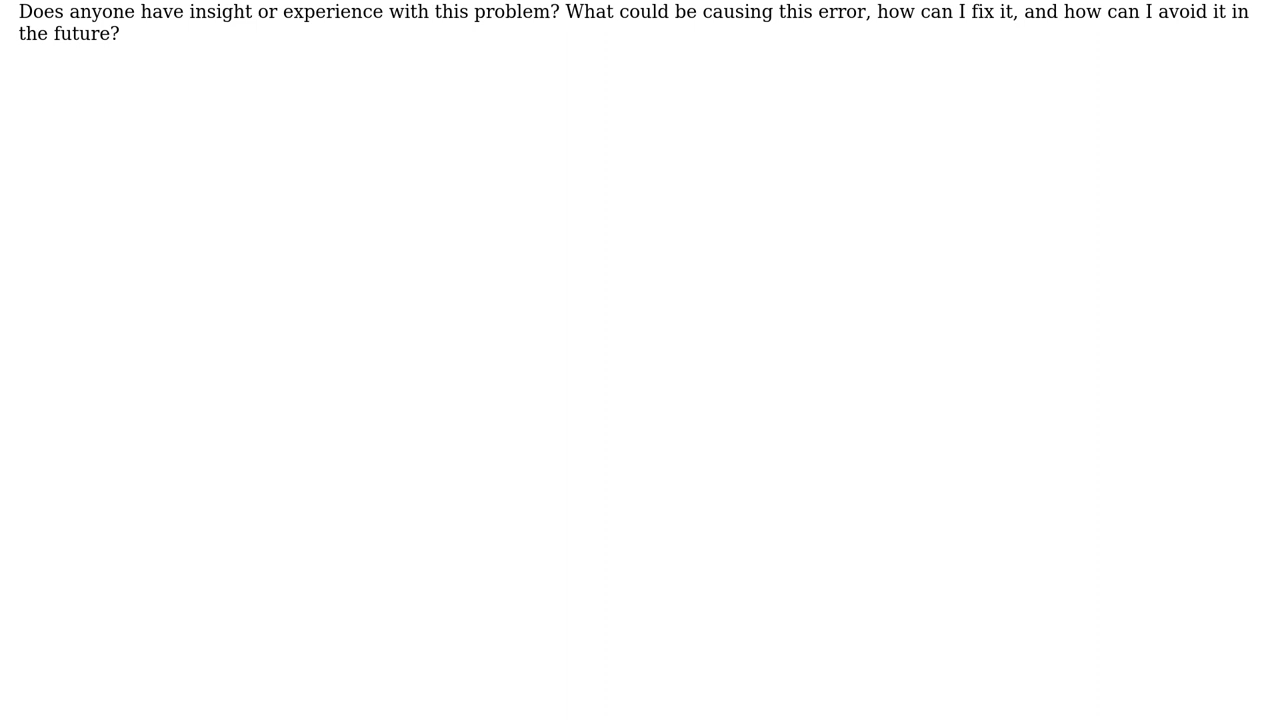 Does anyone have insight or experience with this problem? What could be causing this error, how can I fix it, and how can I avoid it in
the future?